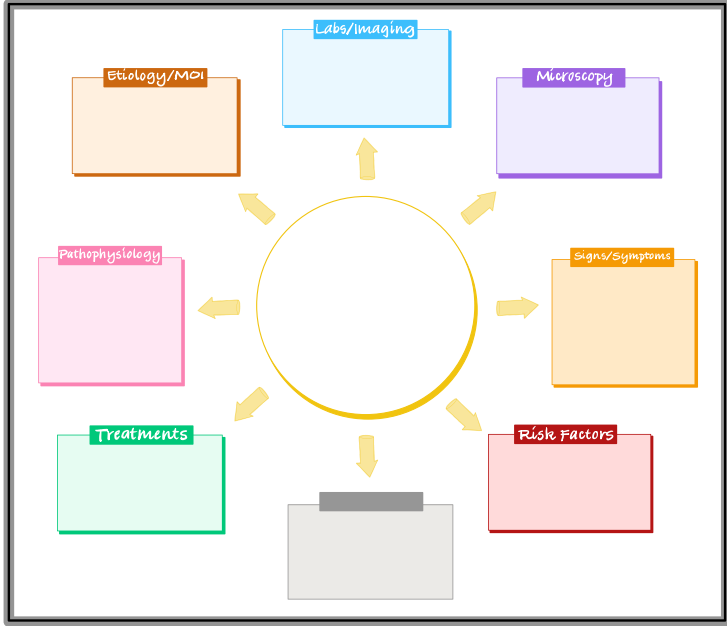 Labs/Imaging
Etiology/MOI
Microscopy
Pathophysiology
Signs/Symptoms
Treatments
Risk Factors